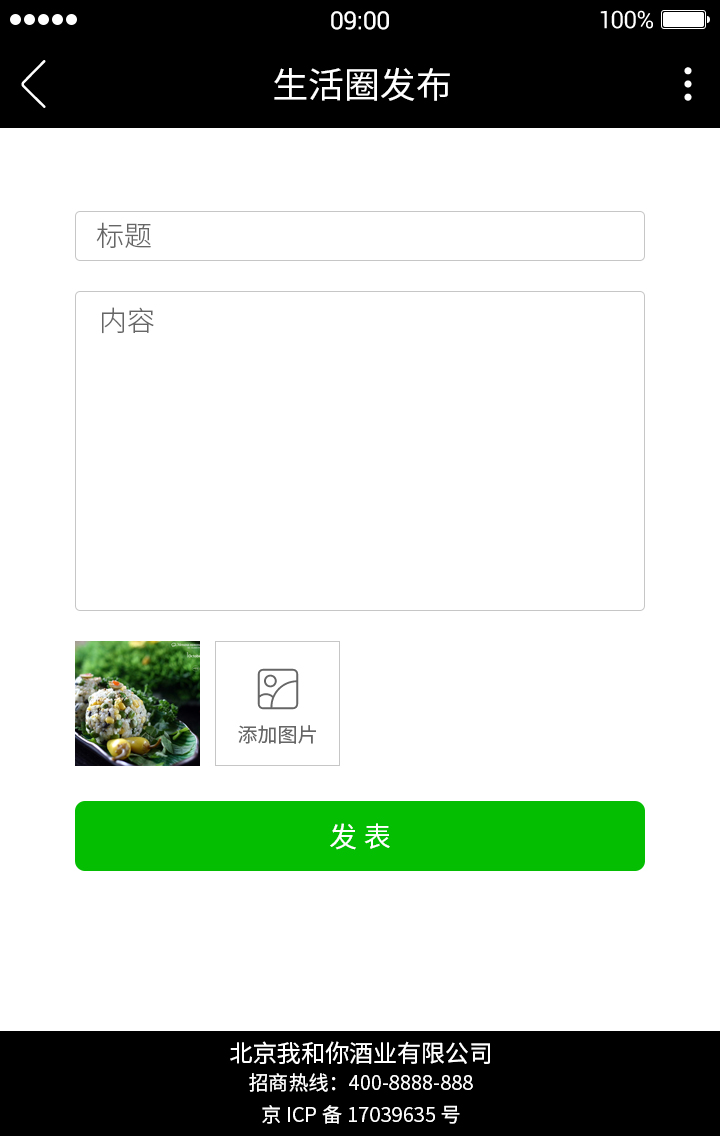 09:00
100%
生活圈发布
标题
内容
添加图片
发 表
北京我和你酒业有限公司
招商热线：400-8888-888
京 ICP 备 17039635 号